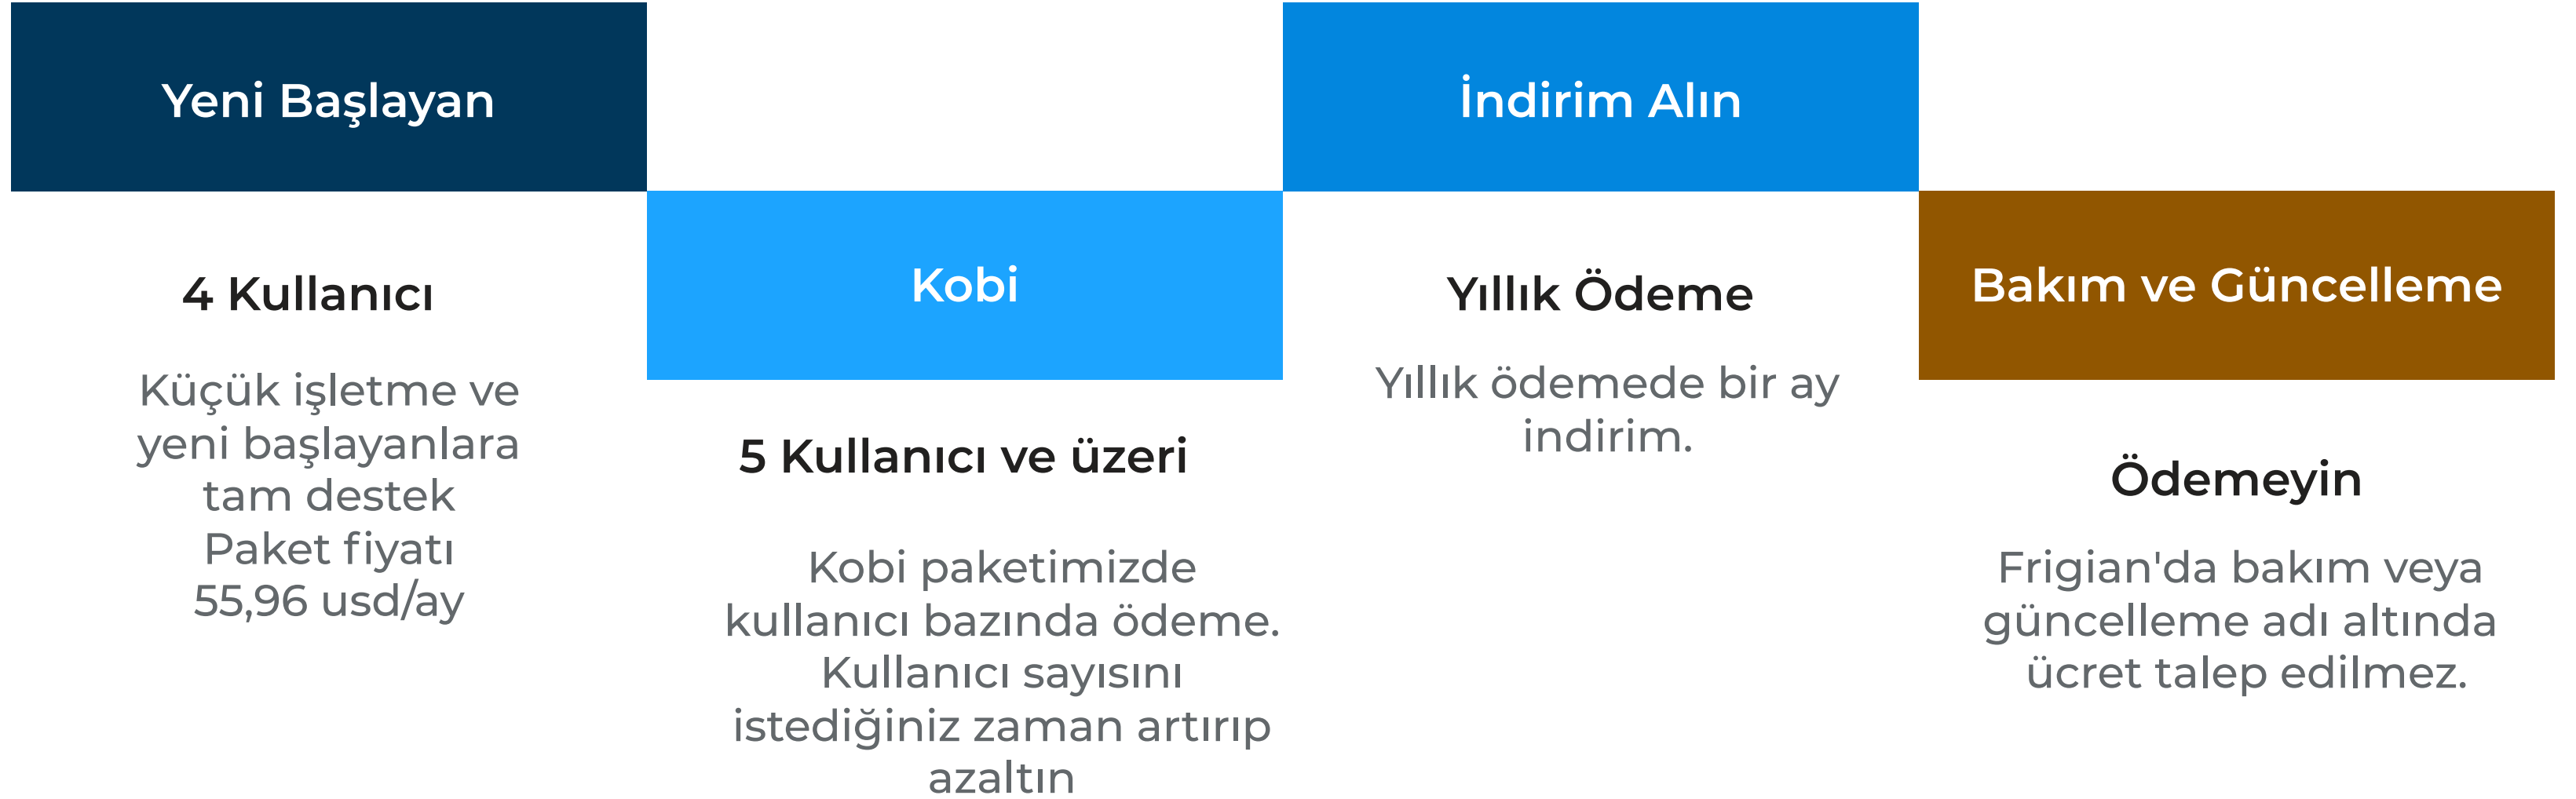 Yeni Başlayan
4 Kullanıcı
Küçük işletme ve
yeni başlayanlara
tam destek
Paket fiyatı
55,96 usd/ay
Kobi
5 Kullanıcı ve üzeri
Kobi paketimizde
kullanıcı bazında ödeme.
Kullanıcı sayısını
istediğiniz zaman artırıp
azaltın
İndirim Alın
Yıllık Ödeme
Yıllık ödemede bir ay
indirim.
Bakım ve Güncelleme
Ödemeyin
Frigian'da bakım veya
güncelleme adı altında
ücret talep edilmez.